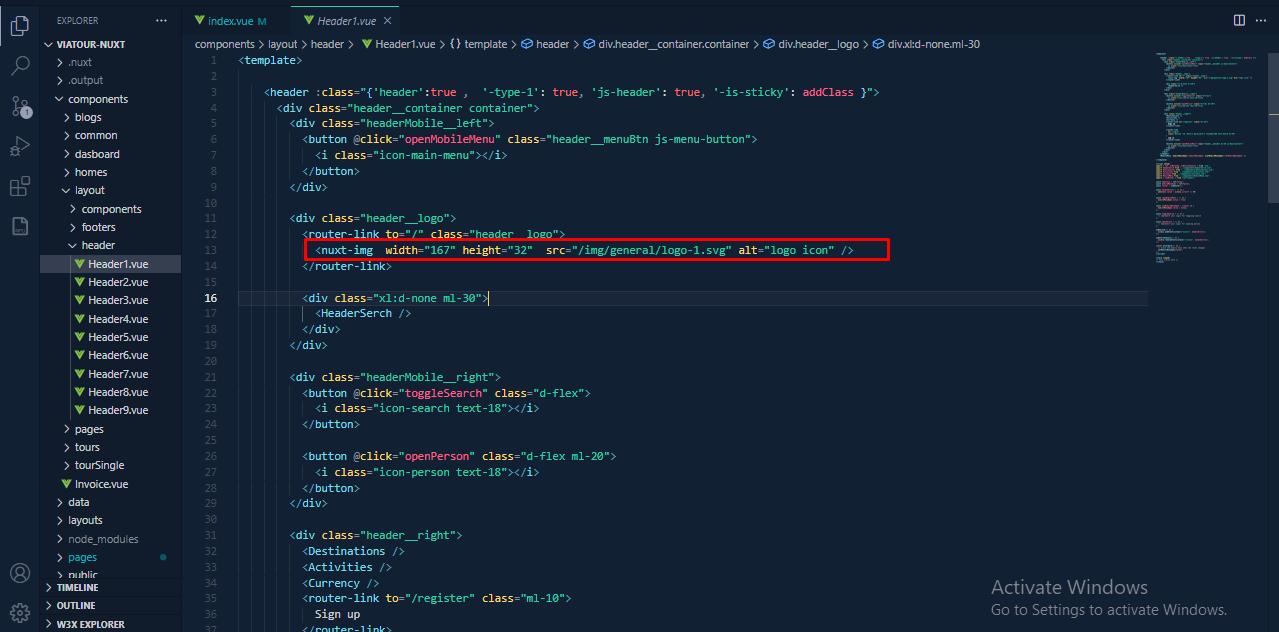 EXPLORER
VIATOUR-NUXT
.nuxt
.output
components
blogs
common
dasboard
homes
layout
components
footers
header
Header1.vue
Header2.vue
Header3.vue
Header4.vue
Header5.vue
Header6.vue
Header7.vue
Header8.vue
Header9.vue
pages
tours
tourSingle
Invoice.vue
data
layouts
node_modules
pages
public
TIMELINE
OUTLINE
W3X EXPLORER
1
index.vue M
Header1.vue
components > layout > header > Header1.vue > {} template > header > div.header__container.container > div.header__logo > div.xl:d-none.ml-30
1 <template>
2
3 <header :class="{'header':true ,  '-type-1': true, 'js-header': true, '-is-sticky': addClass }">
4 <div class="header__container container">
5 <div class="headerMobile__left">
6 <button @click="openMobileMenu" class="header__menuBtn js-menu-button">
7 <i class="icon-main-menu"></i>
8 </button>
9 </div>
10
11 <div class="header__logo">
12 <router-link to="/" class="header__logo">
13 <nuxt-img  width="167" height="32"  src="/img/general/logo-1.svg" alt="logo icon" />
14 </router-link>
15
16 <div class="xl:d-none ml-30">
17 <HeaderSerch />
18 </div>
19 </div>
20
21 <div class="headerMobile__right">
22 <button @click="toggleSearch" class="d-flex">
23 <i class="icon-search text-18"></i>
24 </button>
25
26 <button @click="openPerson" class="d-flex ml-20">
27 <i class="icon-person text-18"></i>
28 </button>
29 </div>
30
31 <div class="header__right">
32 <Destinations />
33 <Activities />
34 <Currency />
35 <router-link to="/register" class="ml-10">
36 Sign up
37 </router-link>
Activate Windows
Go to Settings to activate Windows.